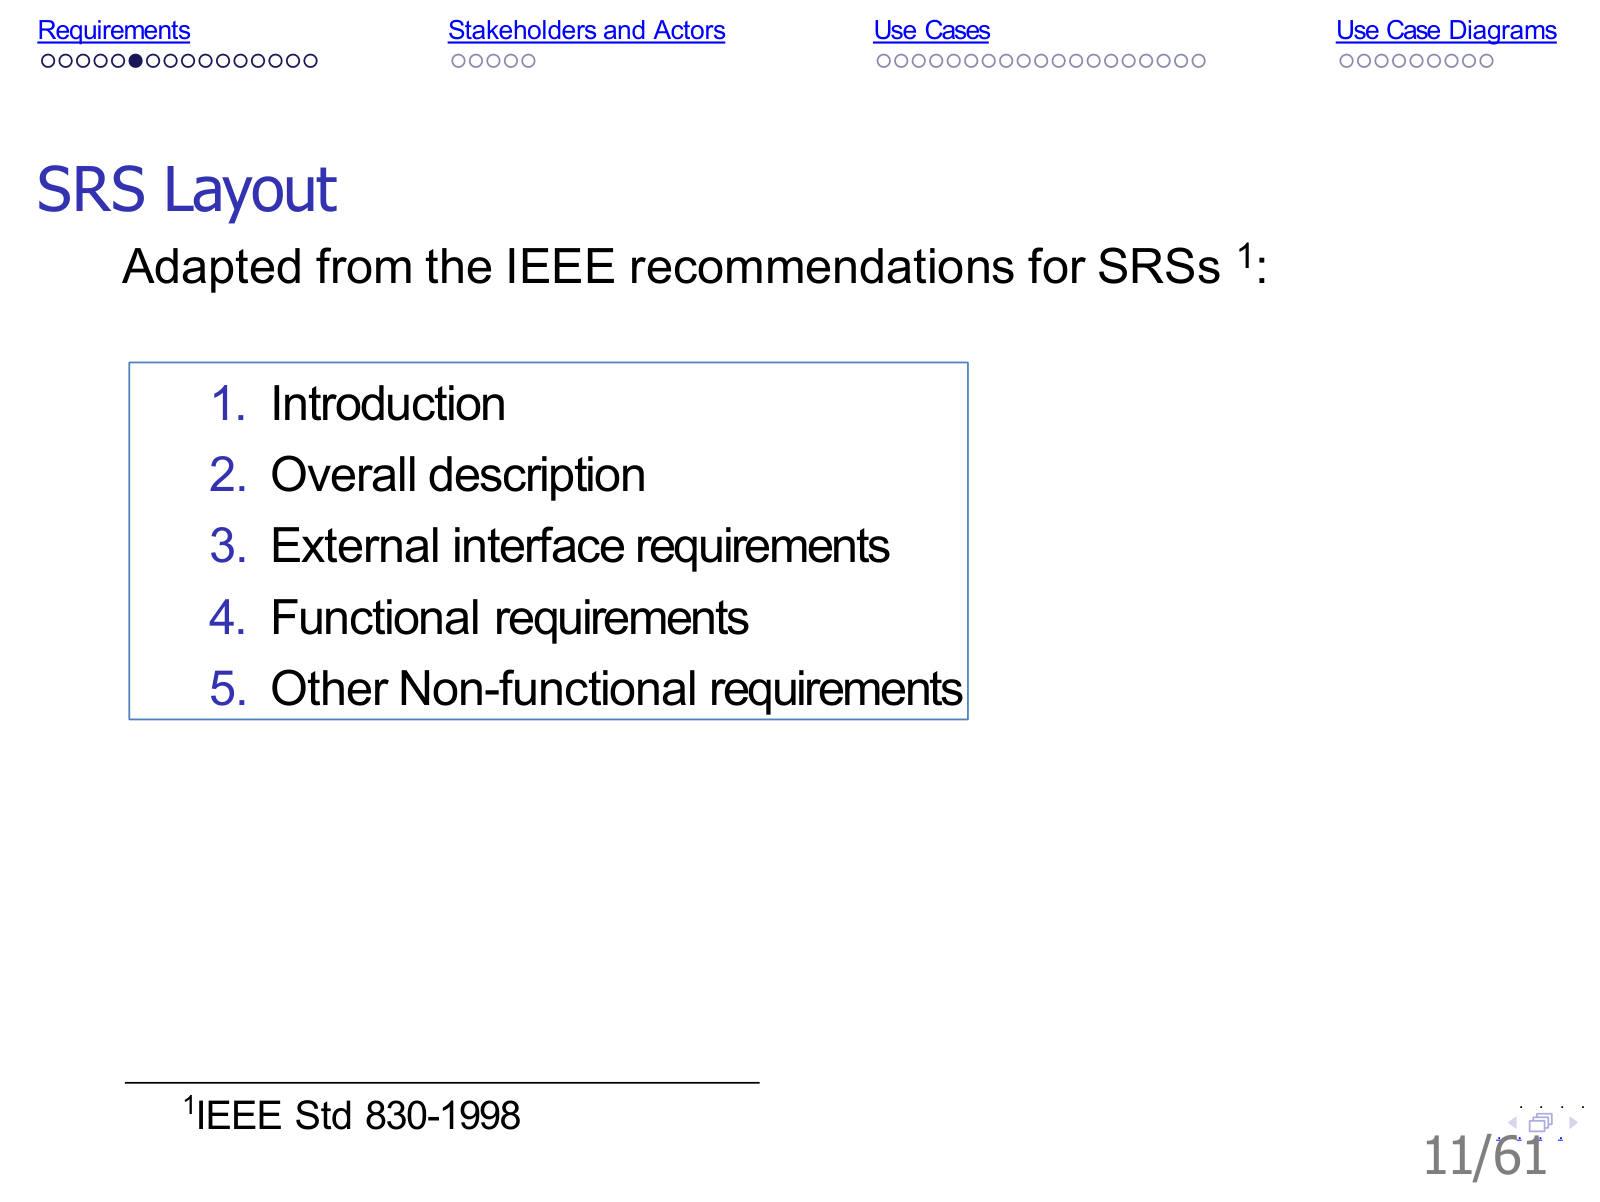 Requirements
Stakeholders and Actors
Use Cases
Use Case Diagrams
SRS Layout
Adapted from the IEEE recommendations for SRSs 1:
1. Introduction
2. Overall description
3. External interface requirements
4. Functional requirements
5. Other Non-functional requirements
1IEEE Std 830-1998
11/61